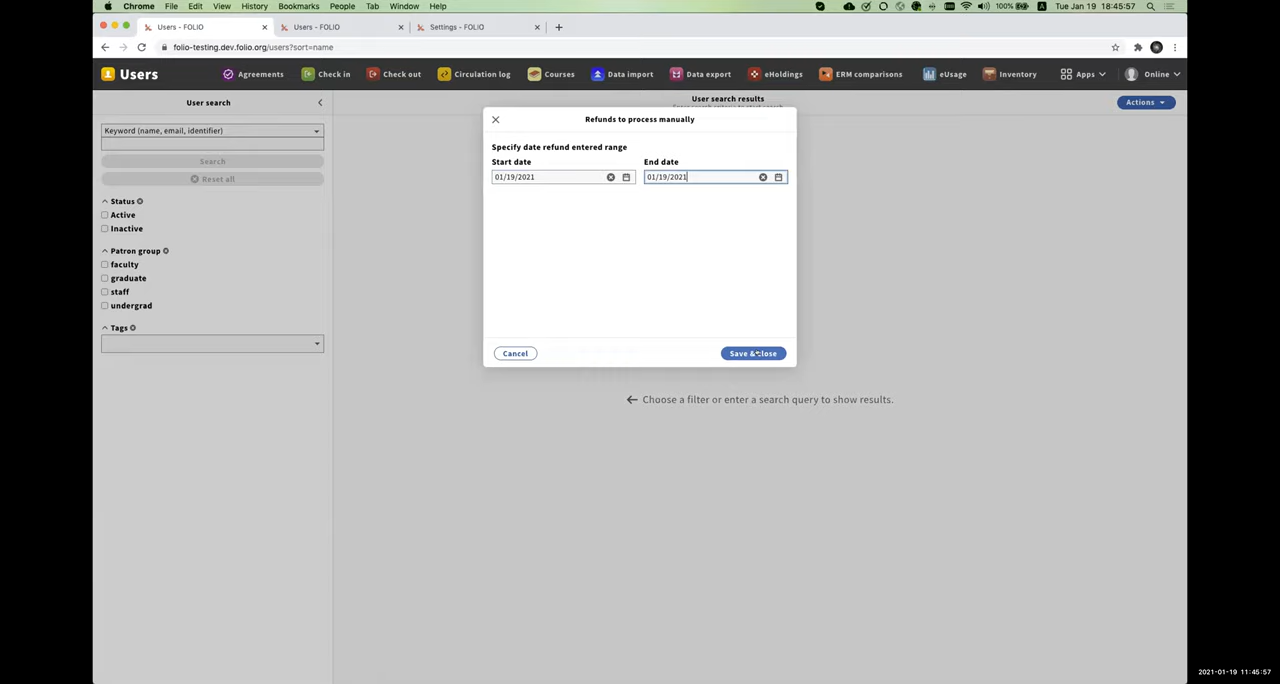 Chrome File Edit View History Bookmarks People Tab Window Help 100% Tue Jan 19 18:45:57
Users - FOLIO Users - FOLIO Settings - FOLIO
folio-testing.dev.folio.org/users?sort=name
Users Agreements Check in Check out Circulation log Courses Data import Data export eHoldings ERM comparisons eUsage Inventory Apps Online
User search
User search results
Actions
Refunds to process manually
Keyword (name, email, identifier)
Search
Reset all
Status
Active
Inactive
Patron group
faculty
graduate
staff
undergrad
Tags
Specify date refund entered range
Start date End date
01/19/2021 01/19/2021
Cancel Save & close
Choose a filter or enter a search query to show results.
2021-01-19 11:45:57